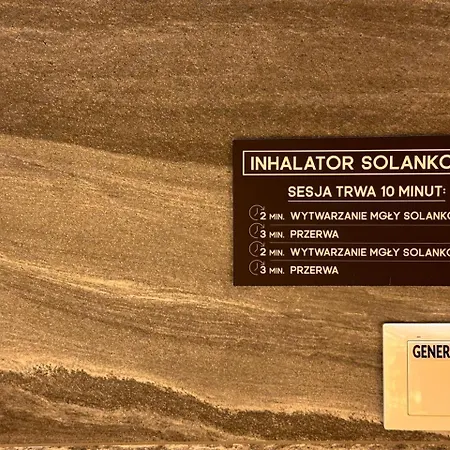 INHALATOR SOLANKO
SESJA TRWA 10 MINUT:
2 MIN. WYTWARZANIE MGŁY SOLANKO
3 MIN. PRZERWA
2 MIN. WYTWARZANIE MGŁY SOLANKO
3 MIN. PRZERWA
GENER